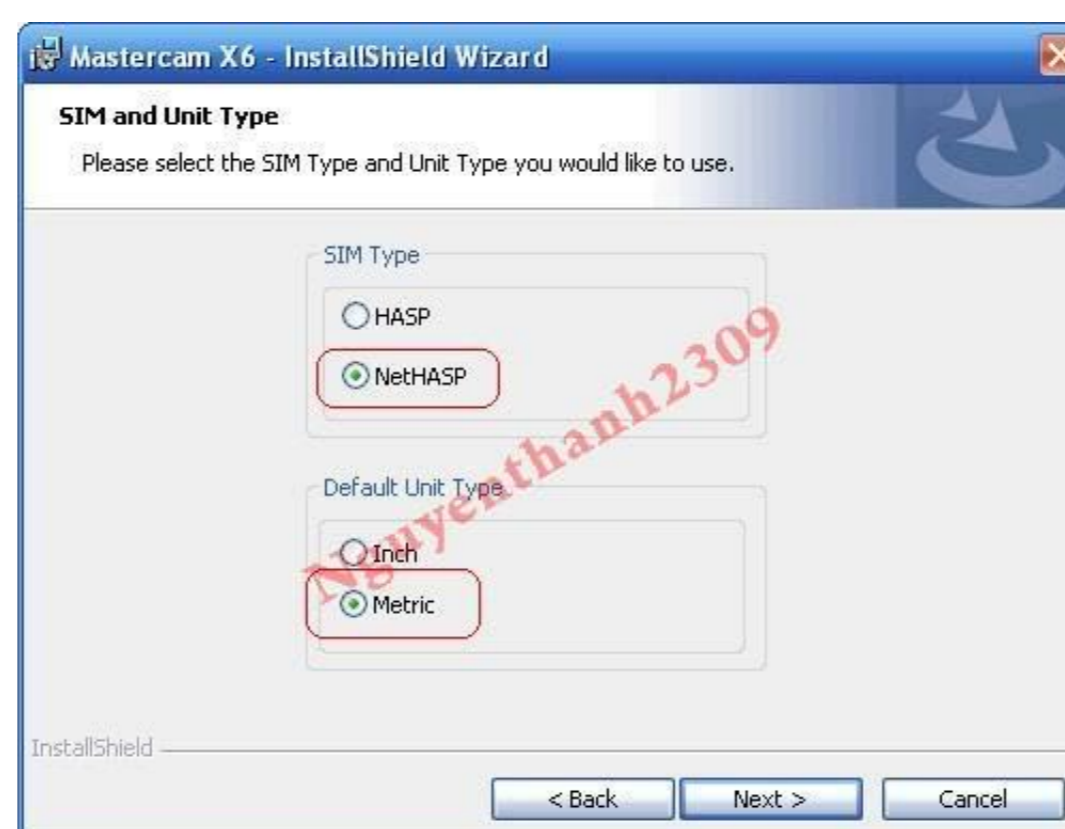 Mastercam X6 - InstallShield Wizard
SIM and Unit Type
Please select the SIM Type and Unit Type you would like to use.
SIM Type
HASP
NetHASP
Nguyenthanh2309
Default Unit Type
Inch
Metric
InstallShield
< Back Next > Cancel